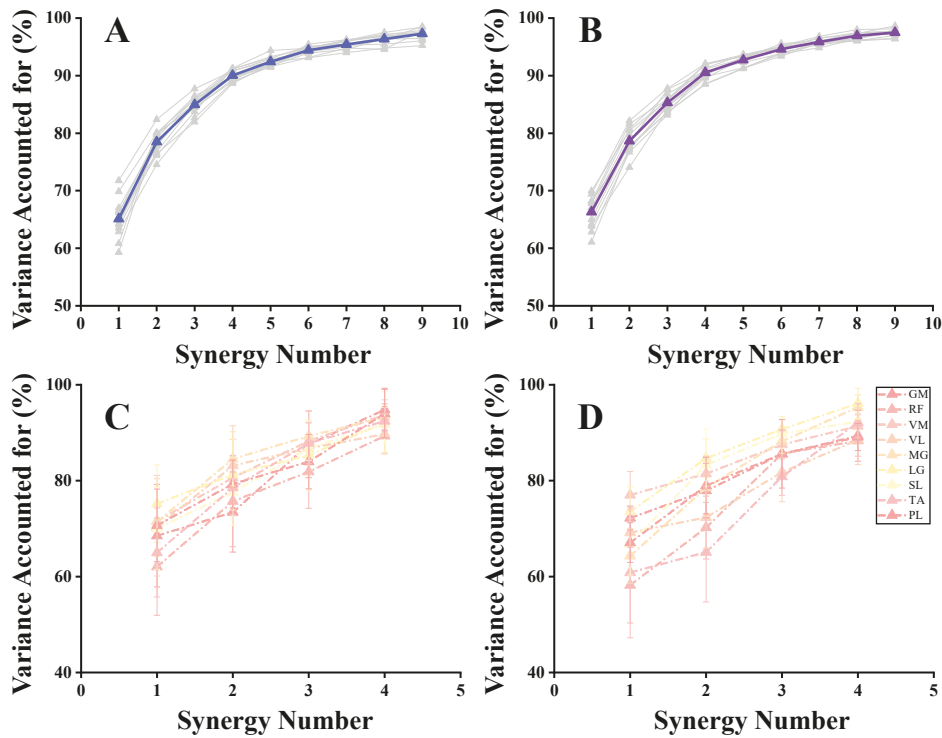 A
Variance Accounted for (%)
100
90
80
70
60
50
0 1 2 3 4 5 6 7 8 9 10
Synergy Number
B
Variance Accounted for (%)
100
90
80
70
60
50
0 1 2 3 4 5 6 7 8 9 10
Synergy Number
C
Variance Accounted for (%)
100
80
60
40
0 1 2 3 4 5
Synergy Number
D
Variance Accounted for (%)
100
80
60
40
0 1 2 3 4 5
Synergy Number
GM
RF
VM
VL
MG
LG
SL
TA
PL